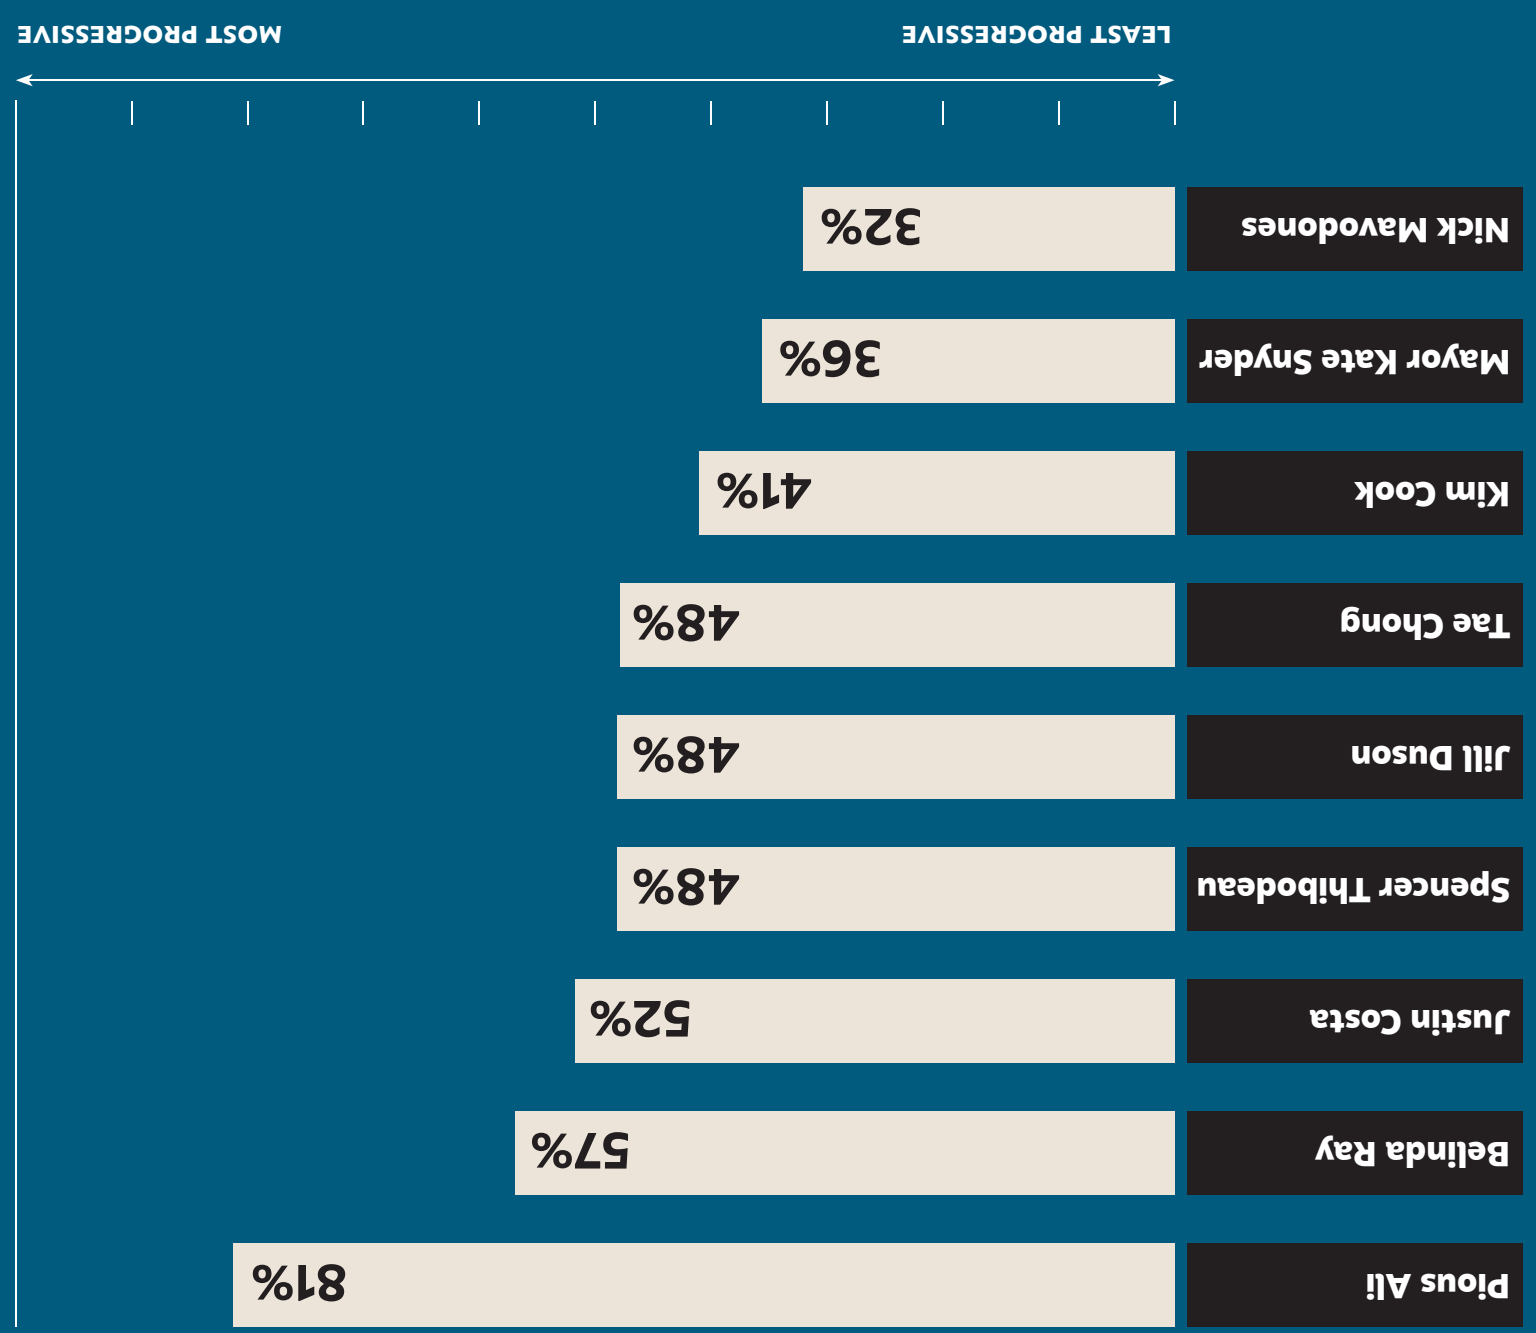 Pious Ali 81%
Belinda Ray 57%
Justin Costa 52%
Spencer Thibodeau 48%
Jill Duson 48%
Tae Chong 48%
Kim Cook 41%
Mayor Kate Snyder 36%
Nick Mavodones 32%
LEAST PROGRESSIVE MOST PROGRESSIVE